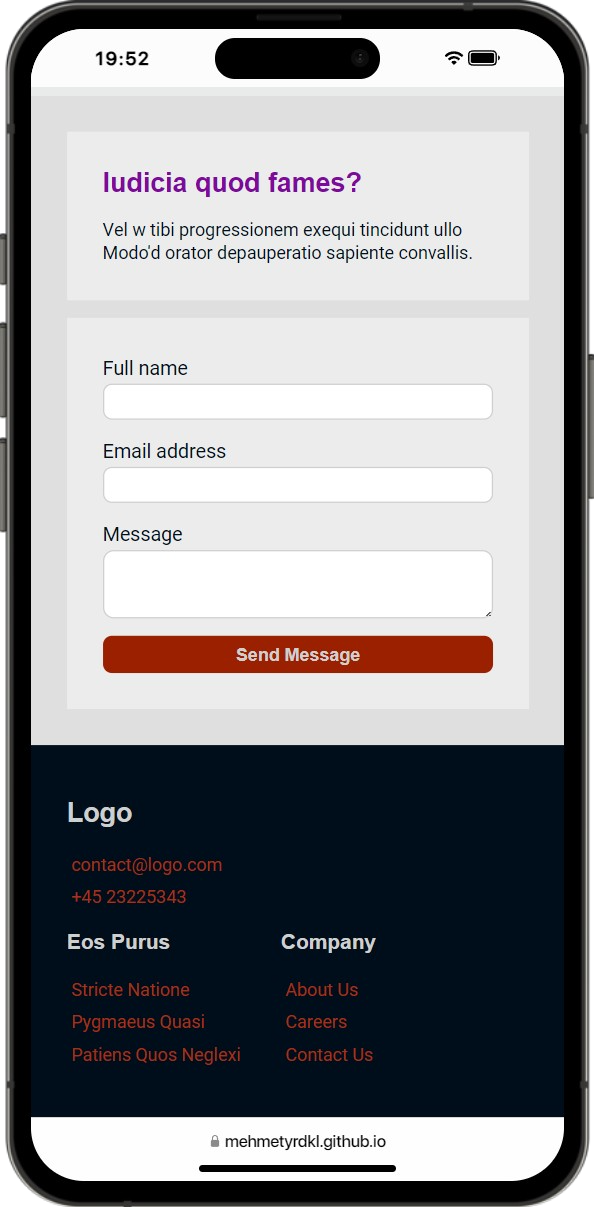 19:52
Iudicia quod fames?
Vel w tibi progressionem exequi tincidunt ullo
Modo'd orator depauperatio sapiente convallis.
Full name
Email address
Message
Send Message
Logo
contact@logo.com
+45 23225343
Eos Purus
Stricte Natione
Pygmaeus Quasi
Patiens Quos Neglexi
Company
About Us
Careers
Contact Us
mehmetyrdkl.github.io